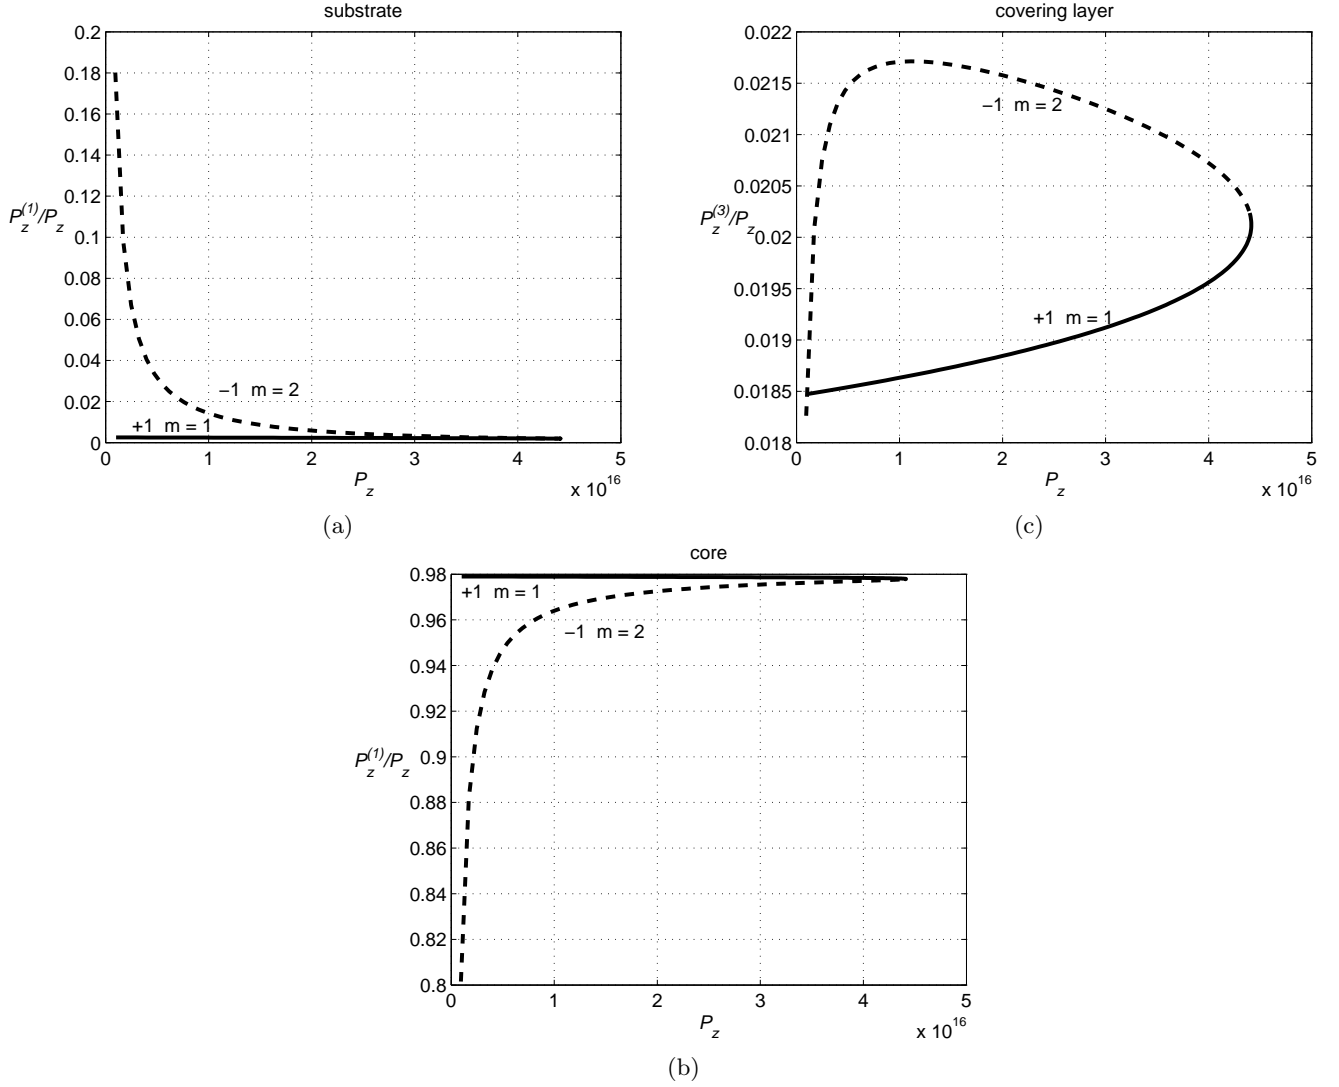 substrate
0.2
0.18
0.16
0.14
0.12
0.1
0.08
0.06
0.04
0.02
0
P_z^(1)/P_z
−1 m = 2
+1 m = 1
0 1 2 3 4 5
P_z
x 10^16
(a)
covering layer
0.022
0.0215
0.021
0.0205
0.02
0.0195
0.019
0.0185
0.018
P_z^(3)/P_z
−1 m = 2
+1 m = 1
0 1 2 3 4 5
P_z
x 10^16
(c)
core
0.98
0.96
0.94
0.92
0.9
0.88
0.86
0.84
0.82
0.8
P_z^(1)/P_z
+1 m = 1
−1 m = 2
0 1 2 3 4 5
P_z
x 10^16
(b)